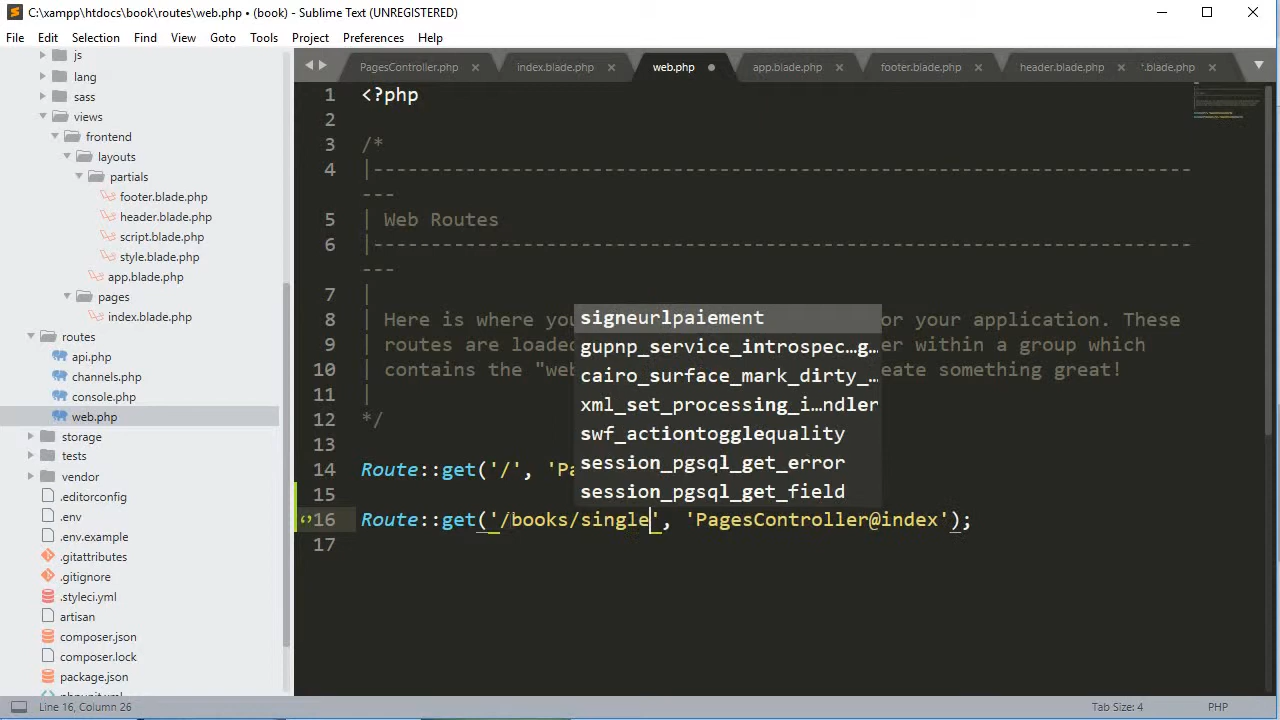 C:\xampp\htdocs\book\routes\web.php • (book) - Sublime Text (UNREGISTERED)
File Edit Selection Find View Goto Tools Project Preferences Help
js
lang
sass
views
frontend
layouts
partials
footer.blade.php
header.blade.php
script.blade.php
style.blade.php
app.blade.php
pages
index.blade.php
routes
api.php
channels.php
console.php
web.php
storage
tests
vendor
.editorconfig
.env
.env.example
.gitattributes
.gitignore
.styleci.yml
artisan
composer.json
composer.lock
package.json
PagesController.php index.blade.php web.php app.blade.php footer.blade.php header.blade.php *.blade.php
1 <?php
2
3 /*
4 |--------------------------------------------------------------------------
---
5 | Web Routes
6 |--------------------------------------------------------------------------
---
7 |
8 | Here is where you or your application. These
9 | routes are loaded er within a group which
10 | contains the "web eate something great!
11 |
12 */
13
14 Route::get('/', 'Pa
15
16 Route::get('/books/single', 'PagesController@index');
17
signeurlpaiement
gupnp_service_introspec…g…
cairo_surface_mark_dirty_…
xml_set_processing_i…ndler
swf_actiontogglequality
session_pgsql_get_error
session_pgsql_get_field
Line 16, Column 26 Tab Size: 4 PHP